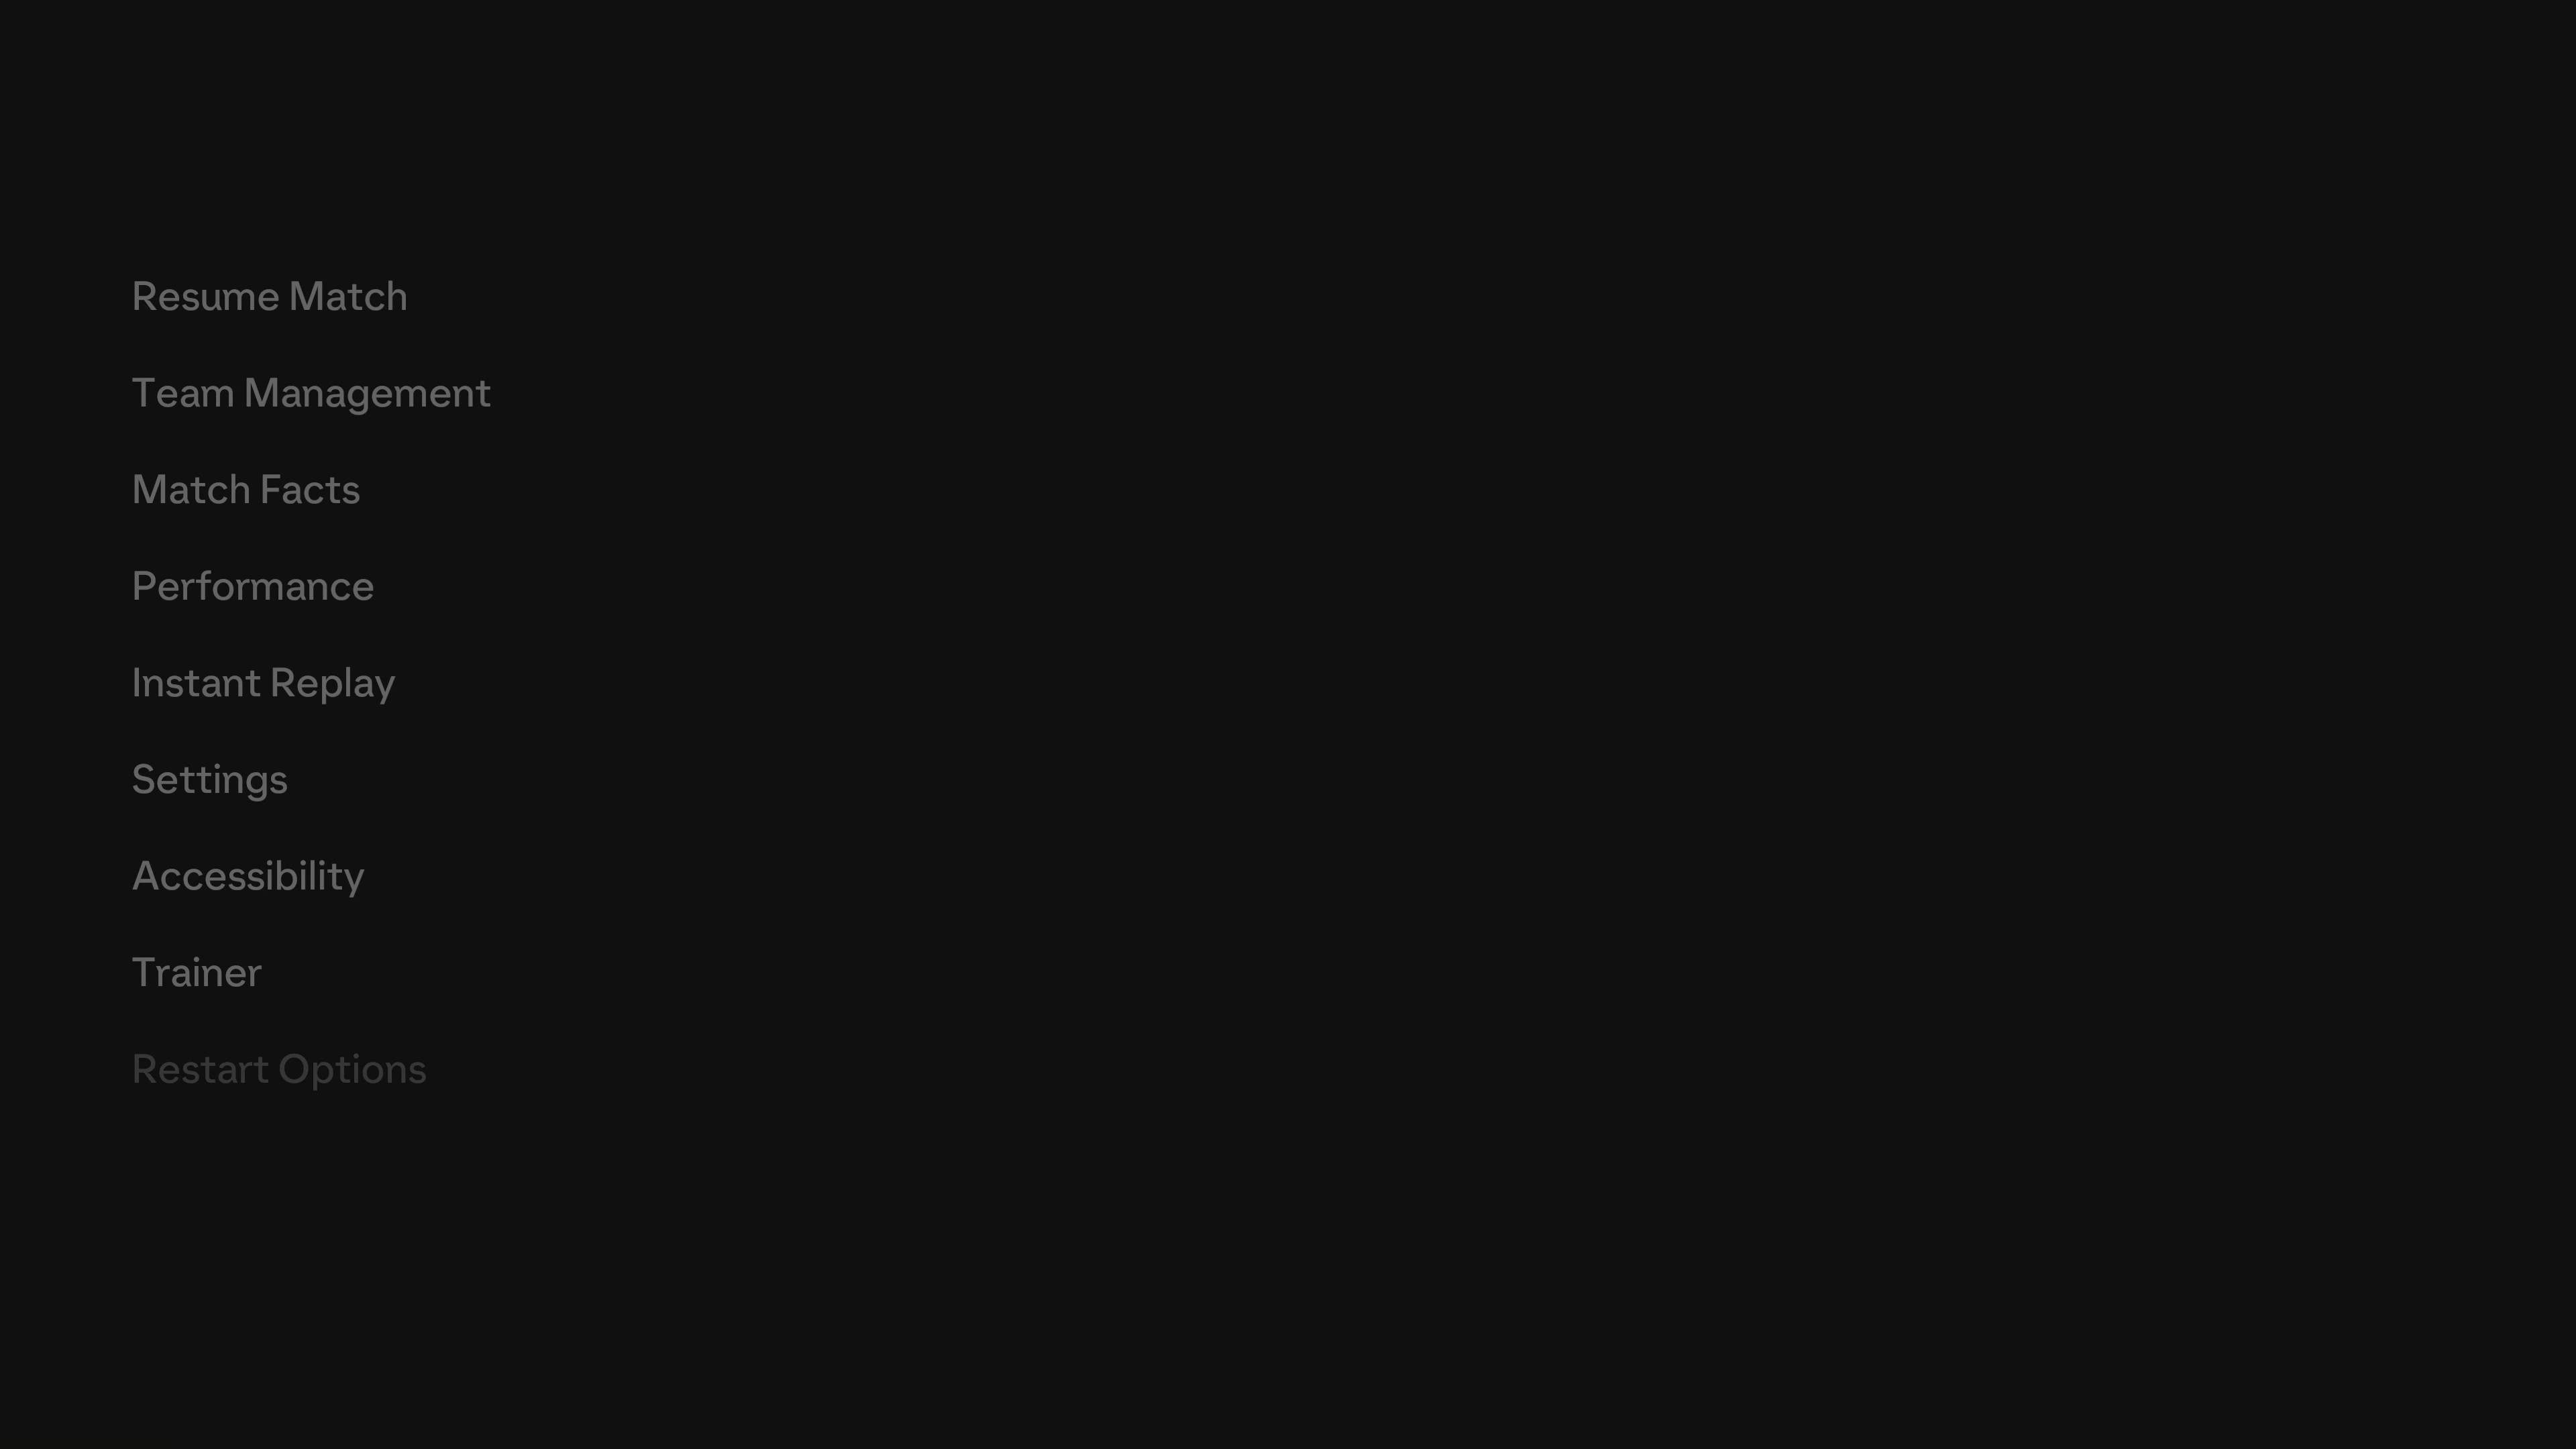 Resume Match
Team Management
Match Facts
Performance
Instant Replay
Settings
Accessibility
Trainer
Restart Options